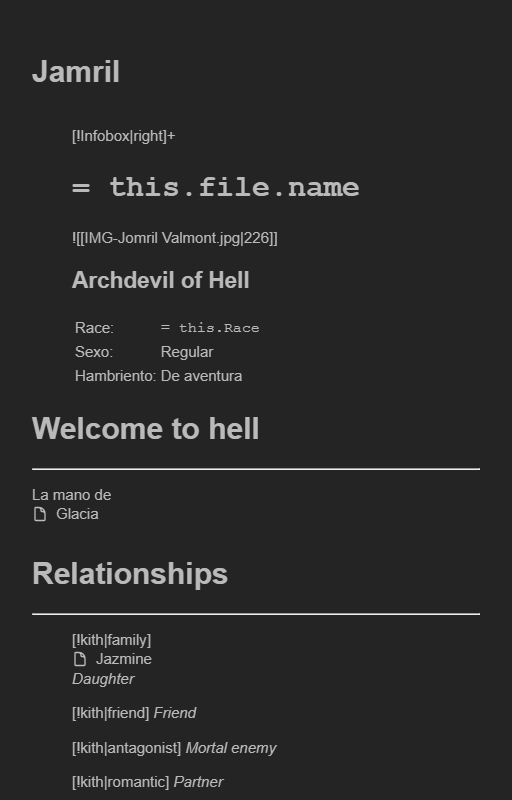 Jamril
[!Infobox|right]+
= this.file.name
![[IMG-Jomril Valmont.jpg|226]]
Archdevil of Hell
Race: = this.Race
Sexo: Regular
Hambriento: De aventura
Welcome to hell
La mano de
Glacia
Relationships
[!kith|family]
Jazmine
Daughter
[!kith|friend] Friend
[!kith|antagonist] Mortal enemy
[!kith|romantic] Partner